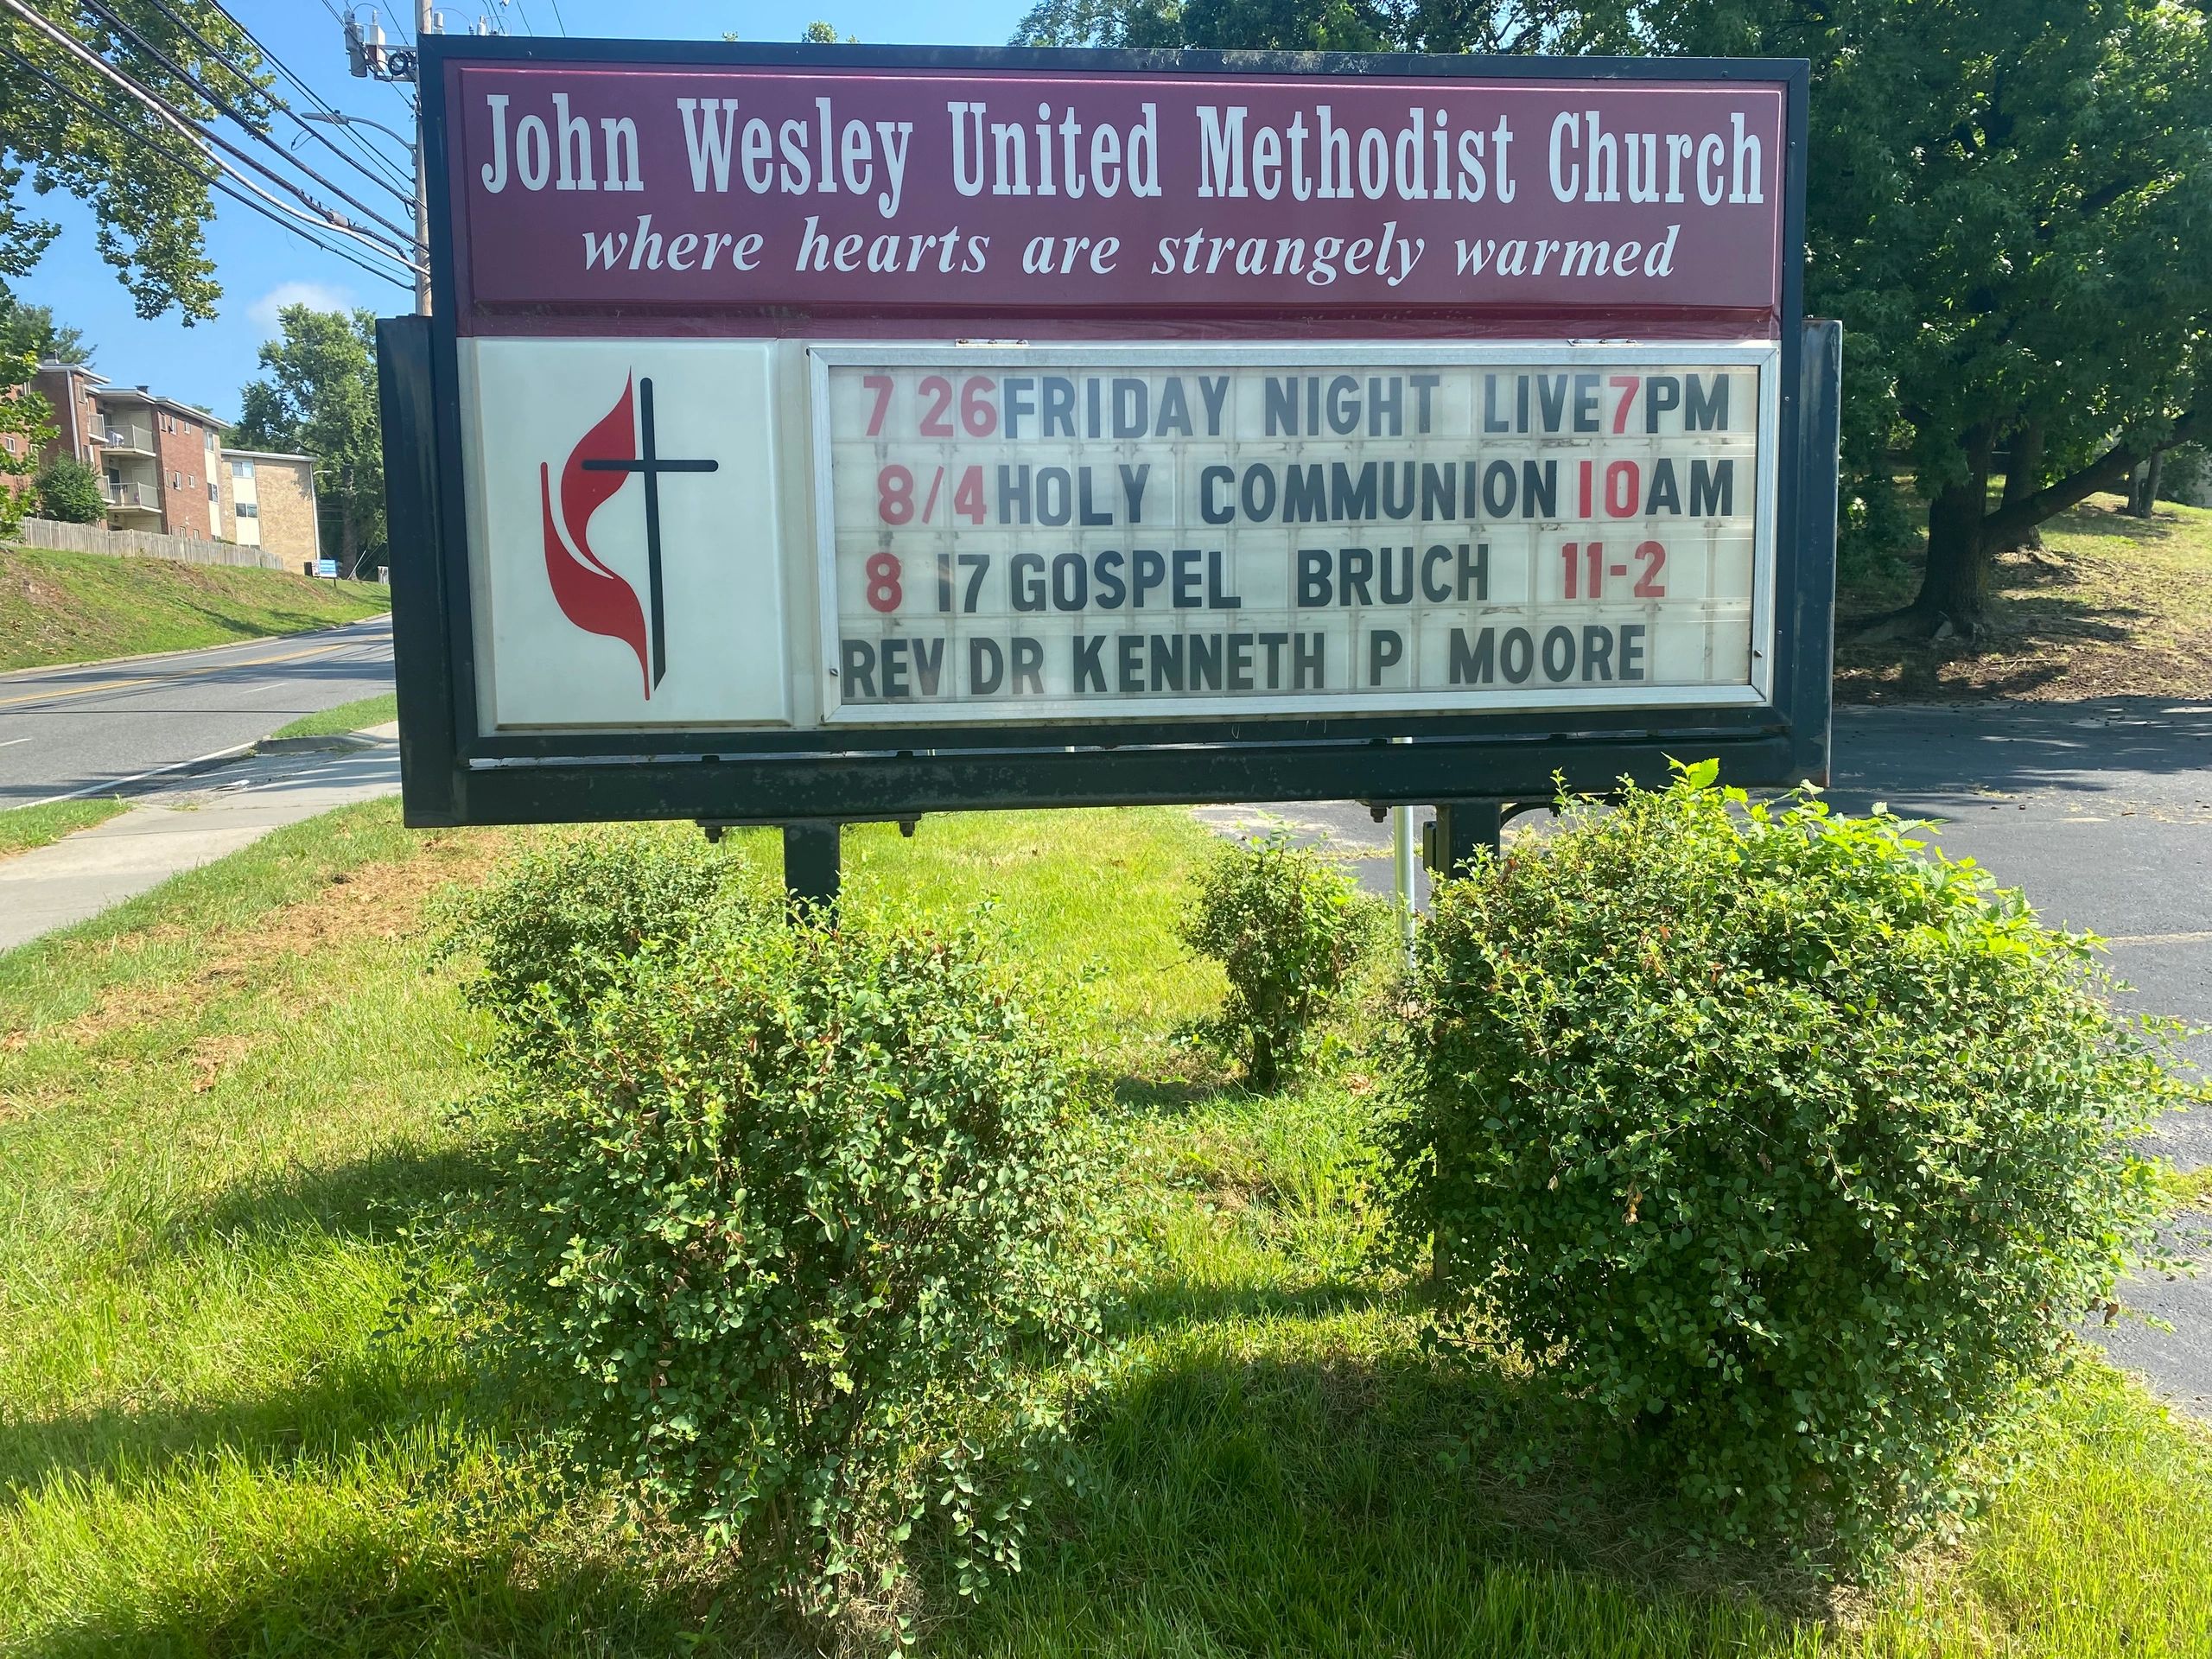 John Wesley United Methodist Church
where hearts are strangely warmed
7 26 FRIDAY NIGHT LIVE 7PM
8/4 HOLY COMMUNION 10AM
8 17 GOSPEL BRUCH 11-2
REV DR KENNETH P MOORE